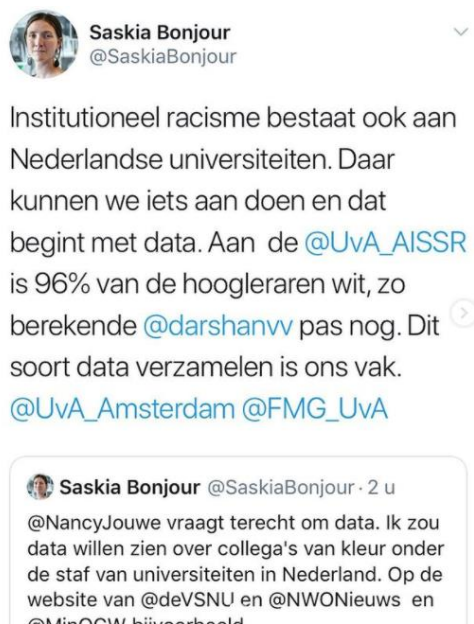 Saskia Bonjour
@SaskiaBonjour
Institutioneel racisme bestaat ook aan
Nederlandse universiteiten. Daar
kunnen we iets aan doen en dat
begint met data. Aan de @UvA_AISSR
is 96% van de hoogleraren wit, zo
berekende @darshanvv pas nog. Dit
soort data verzamelen is ons vak.
@UvA_Amsterdam @FMG_UvA
Saskia Bonjour @SaskiaBonjour · 2 u
@NancyJouwe vraagt terecht om data. Ik zou
data willen zien over collega's van kleur onder
de staf van universiteiten in Nederland. Op de
website van @deVSNU en @NWONieuws en
@MinOCW bijvoorbeeld